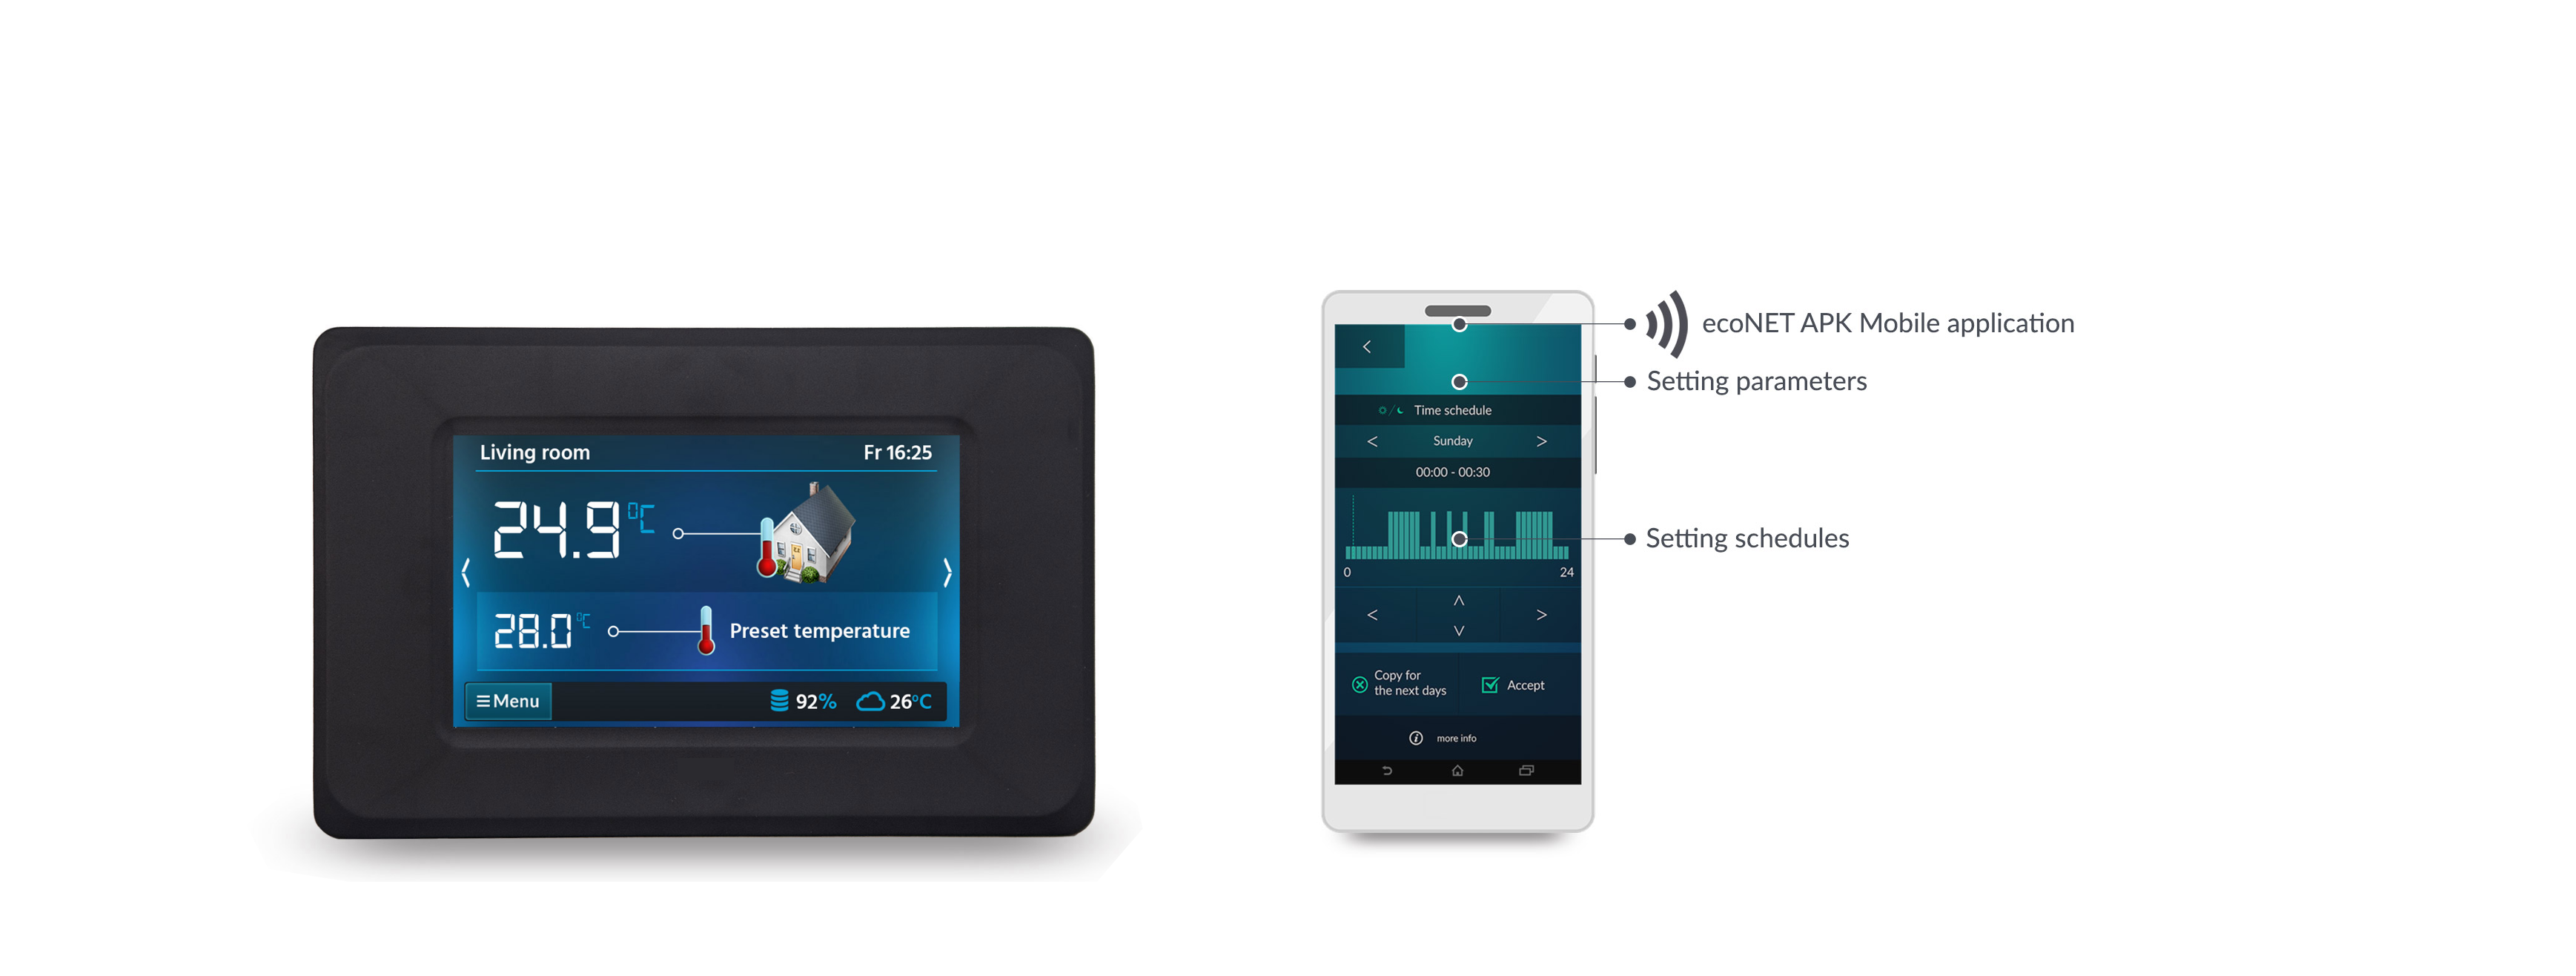 Living room
Fr 16:25
24.9 °C
28.0 °C
Preset temperature
Menu
92%
26°C
Time schedule
Sunday
00:00 - 00:30
0
24
Copy for
the next days
Accept
more info
ecoNET APK Mobile application
Setting parameters
Setting schedules